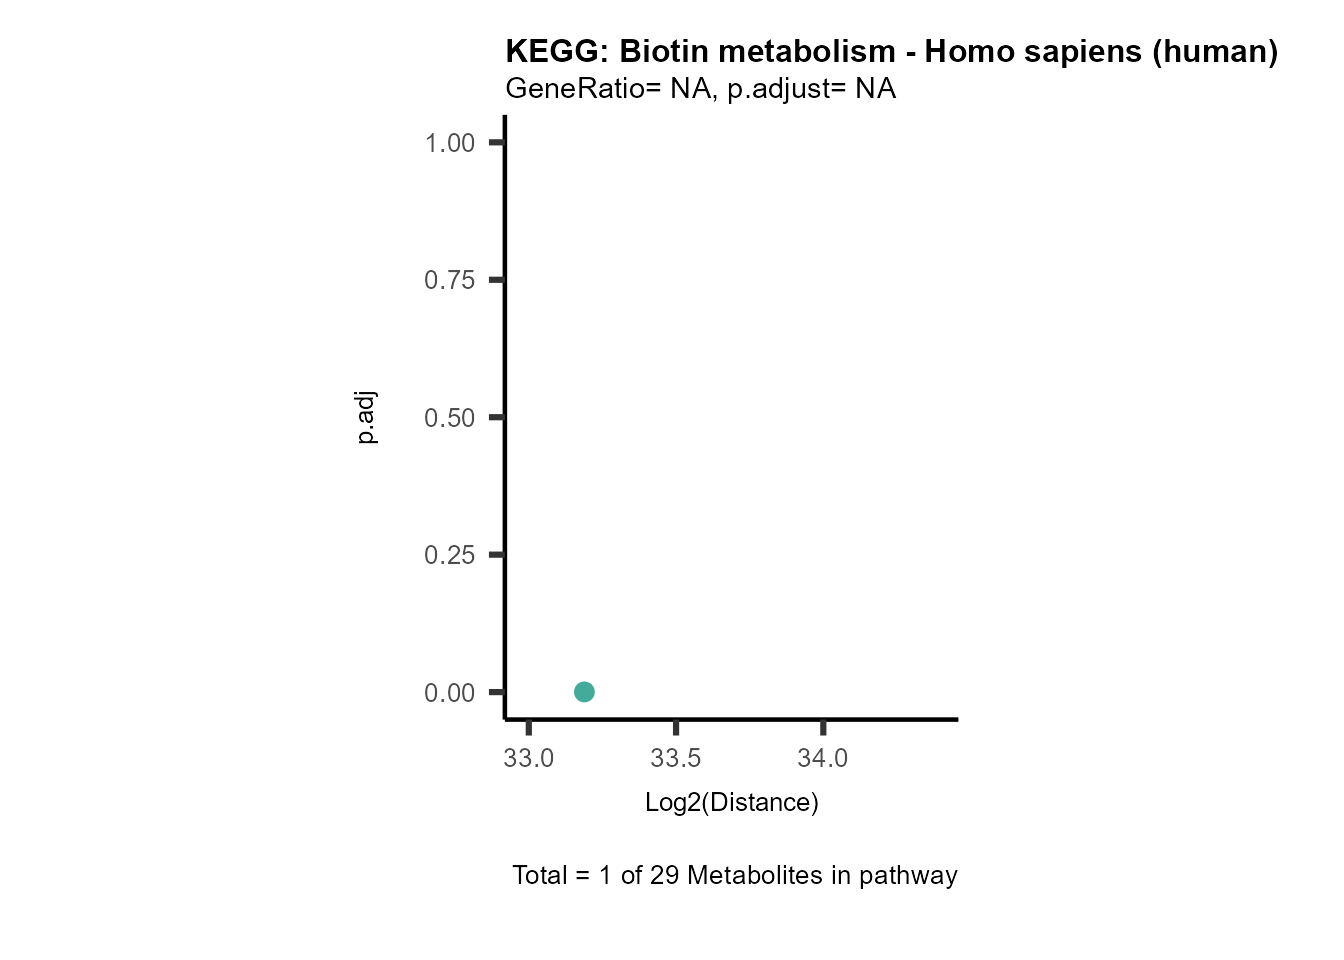 KEGG: Biotin metabolism - Homo sapiens (human)
GeneRatio= NA, p.adjust= NA
1.00
0.75
0.50
0.25
0.00
p.adj
33.0 33.5 34.0
Log2(Distance)
Total = 1 of 29 Metabolites in pathway